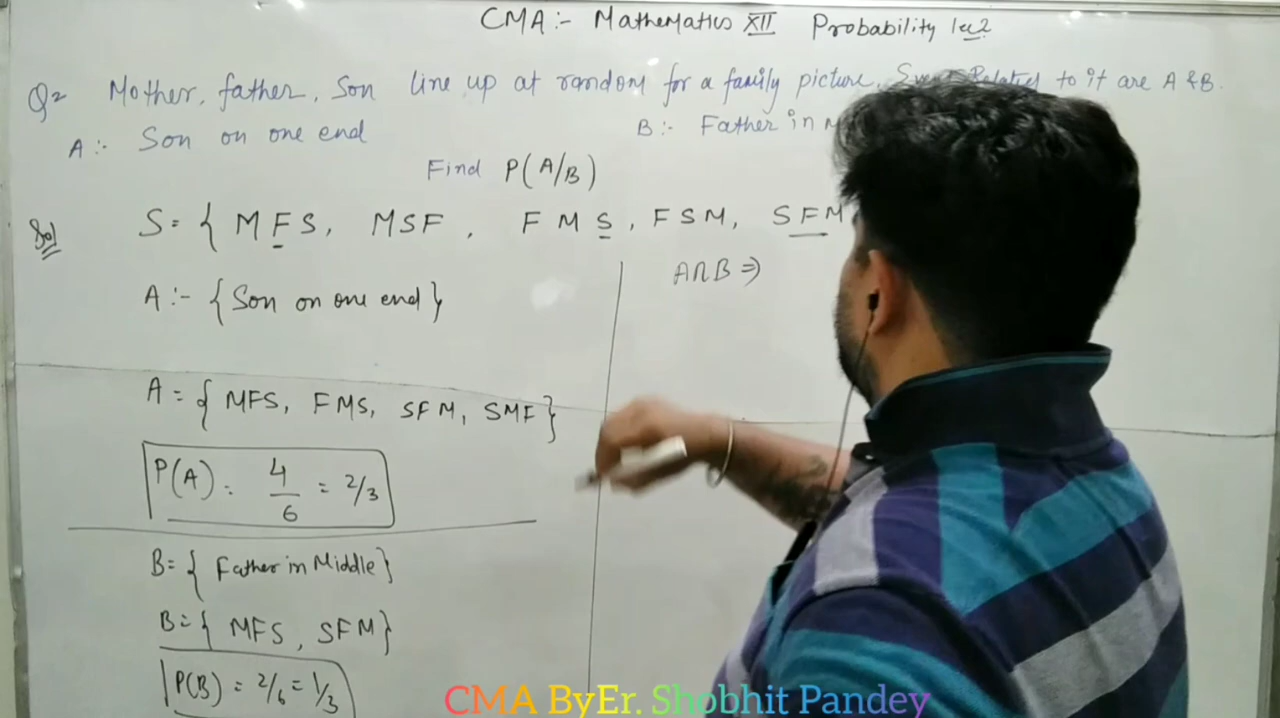 CMA :- Mathematics XII Probability lec2
Q2 Mother, father, Son line up at random for a family picture, to it are A & B.
A :- Son on one end B :- Father in
Find P(A/B)
Sol S = { MFS, MSF, FMS, FSM, SFM
A∩B ⇒
A :- {Son on one end}
A = { MFS, FMS, SFM, SMF}
P(A) = 4/6 = 2/3
B = { Father in Middle}
B = { MFS, SFM}
P(B) = 2/6 = 1/3
CMA ByEr. Shobhit Pandey